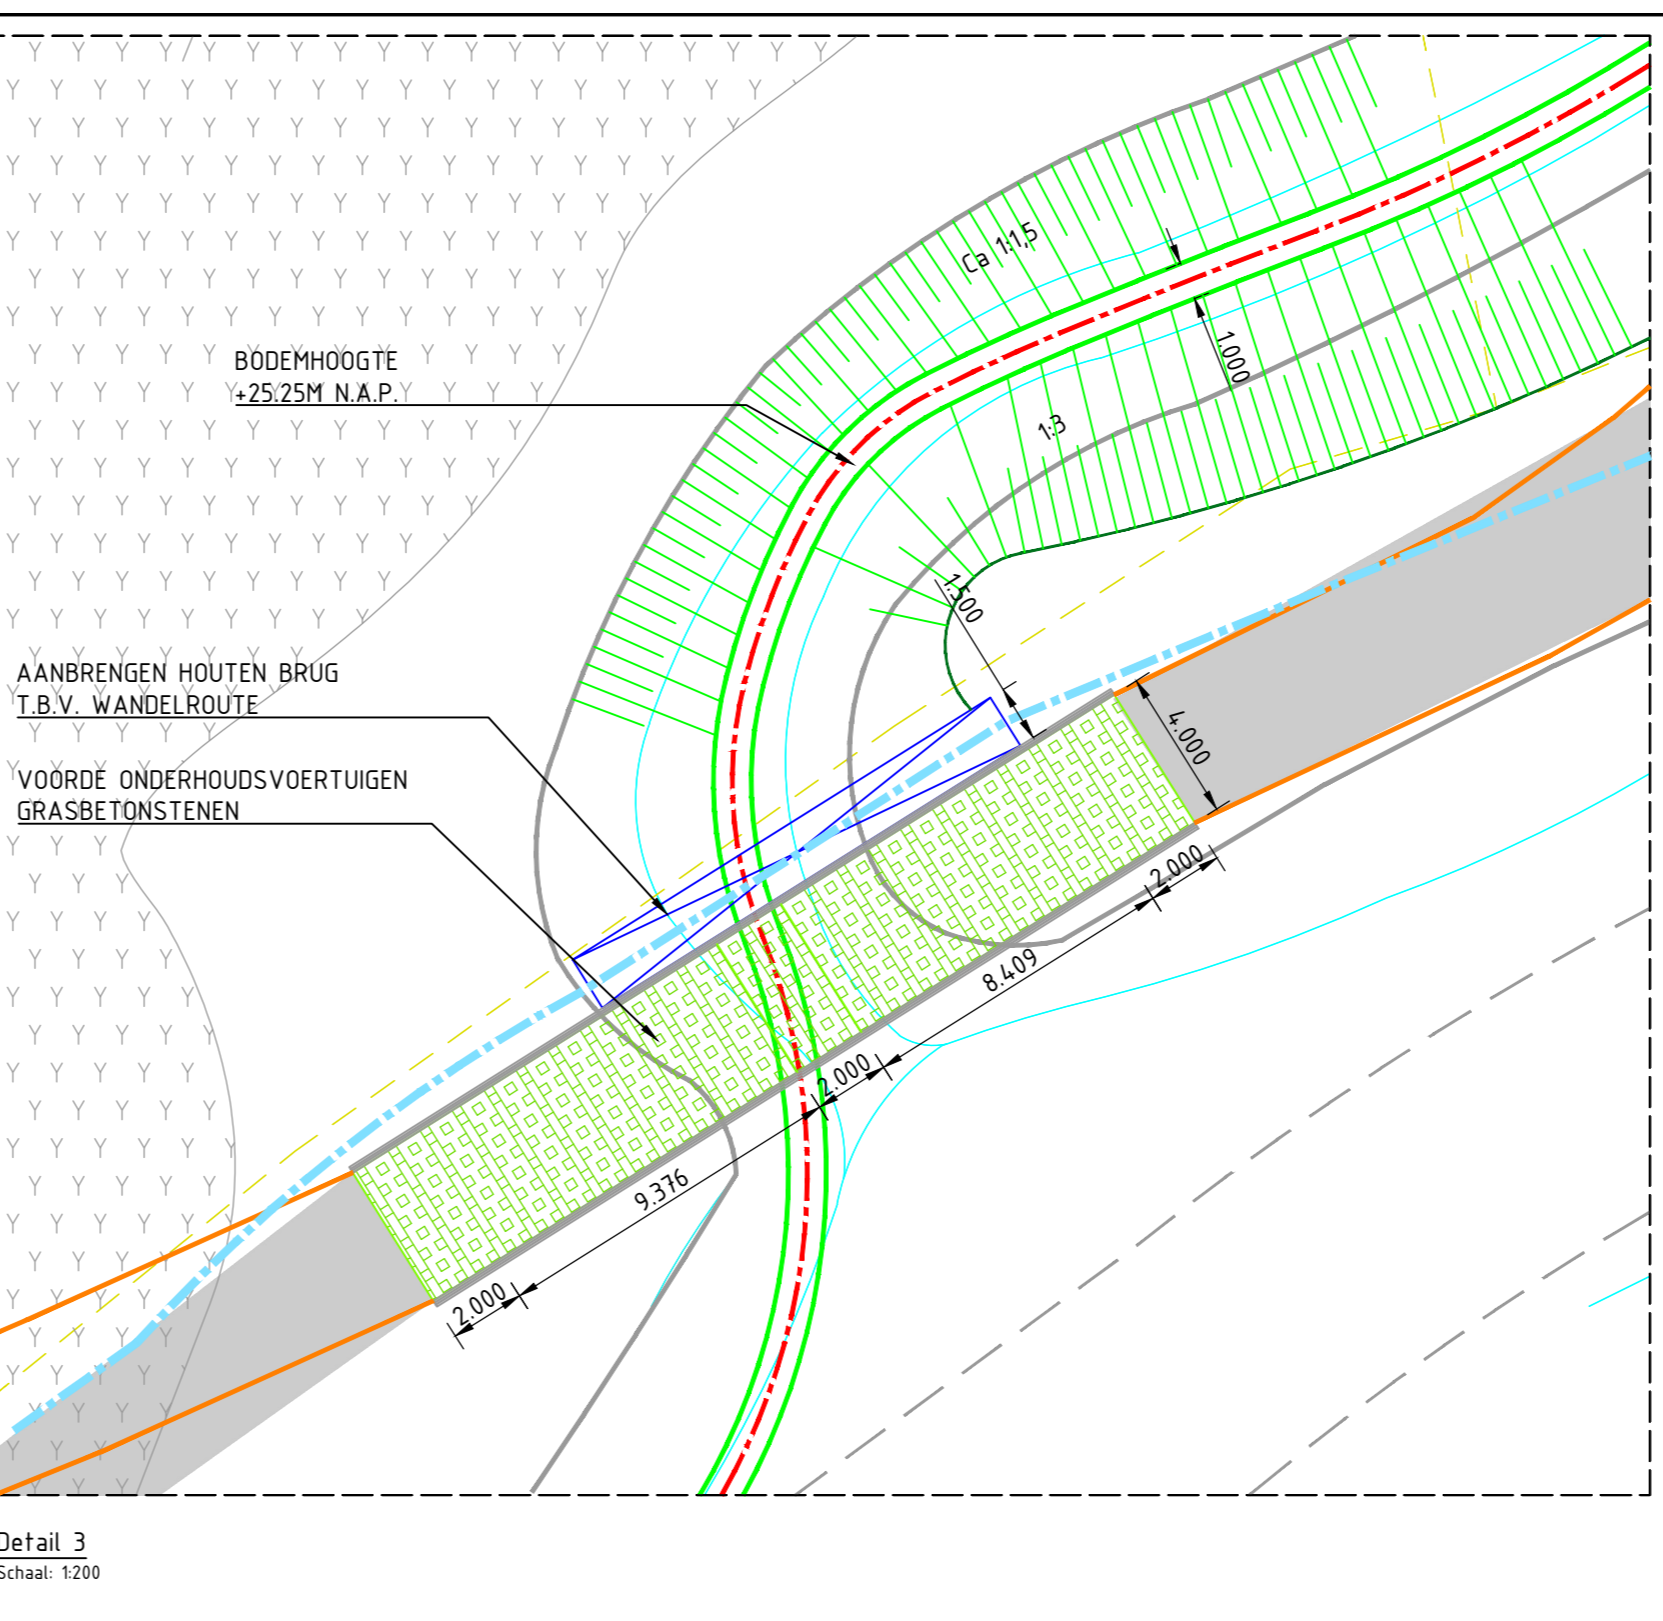 Ca 1:1,5
BODEMHOOGTE
+25.25M N.A.P.
1.000
1:3
1.500
AANBRENGEN HOUTEN BRUG
T.B.V. WANDELROUTE
4.000
VOORDE ONDERHOUDSVOERTUIGEN
GRASBETONSTENEN
2.000
8.409
2.000
9.376
2.000
Detail 3
Schaal: 1:200